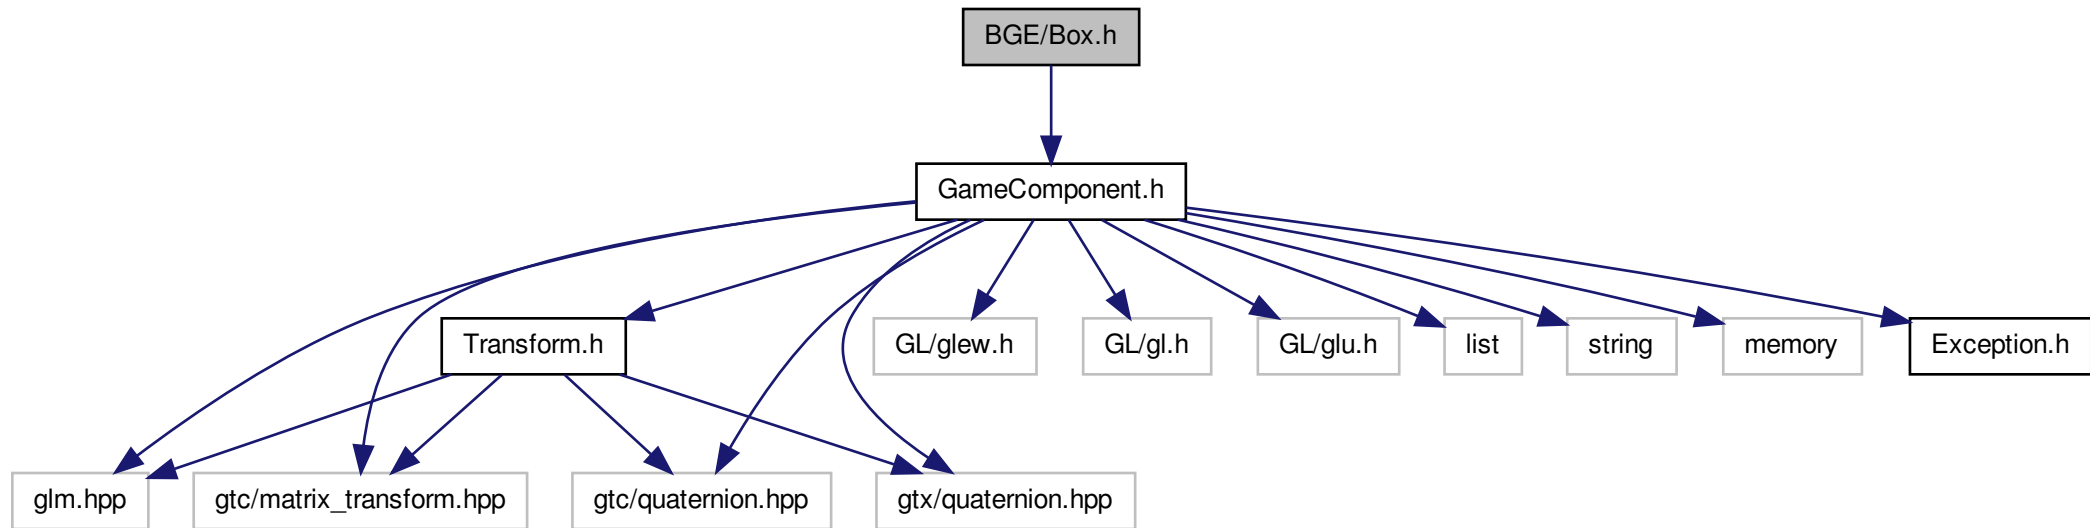 BGE/Box.h
GameComponent.h
Transform.h
GL/glew.h
GL/gl.h
GL/glu.h
list
string
memory
Exception.h
glm.hpp
gtc/matrix_transform.hpp
gtc/quaternion.hpp
gtx/quaternion.hpp